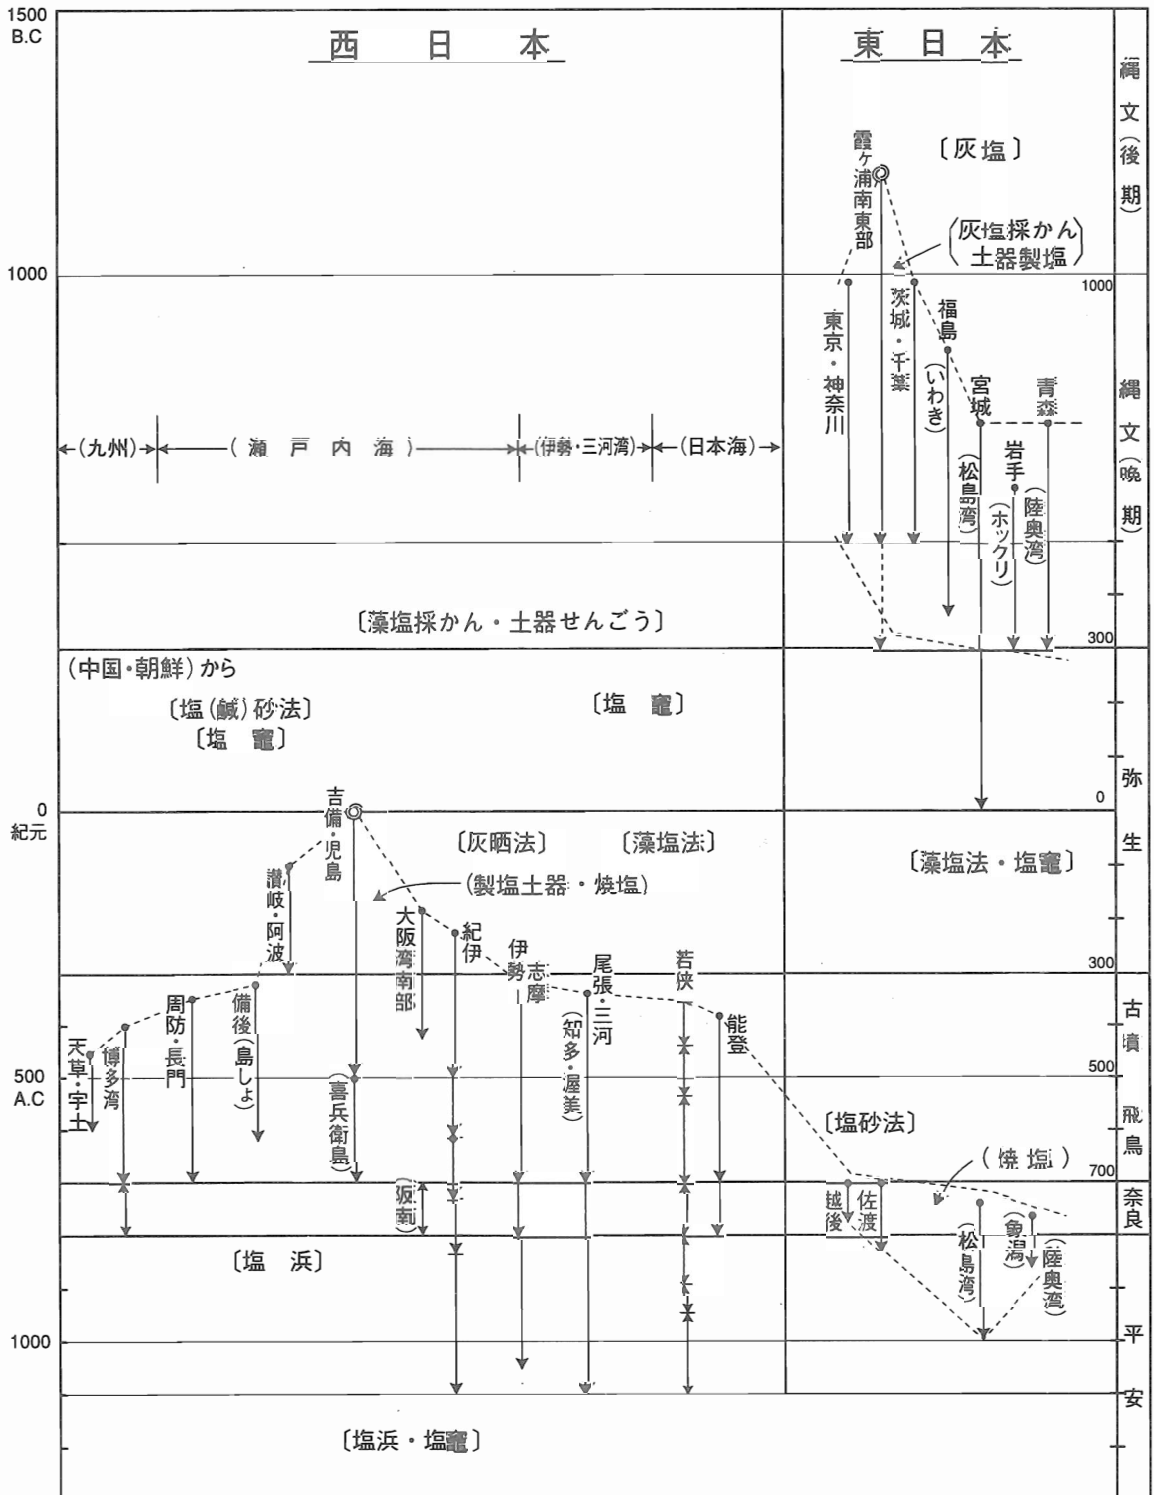 1500
B.C
西日本
東日本
縄文(後期)
〔灰塩〕
霞ヶ浦南東部
(灰塩採かん
土器製塩)
1000
1000
東京・神奈川
茨城・千葉
福島
(いわき)
宮城
(松島湾)
岩手
(ホックリ)
青森
(陸奥湾)
縄文(晩期)
(九州)
(瀬戸内海)
(伊勢・三河湾)
(日本海)
〔藻塩採かん・土器せんごう〕
300
(中国・朝鮮)から
〔塩(鹹)砂法〕
〔塩竈〕
〔塩竈〕
弥生
0
紀元
0
吉備・児島
〔灰晒法〕
〔藻塩法〕
〔藻塩法・塩竈〕
(製塩土器・焼塩)
讃岐・阿波
大阪湾南部
紀伊
伊勢
志摩
尾張・三河
(知多・渥美)
若狭
能登
300
古墳
周防・長門
備後(島しょ)
天草・宇土
博多湾
500
A.C
500
(喜兵衛島)
飛鳥
〔塩砂法〕
(焼塩)
700
(阪南)
越後
佐渡
(松島湾)
(象潟)
(陸奥湾)
奈良
〔塩浜〕
1000
平安
〔塩浜・塩竈〕